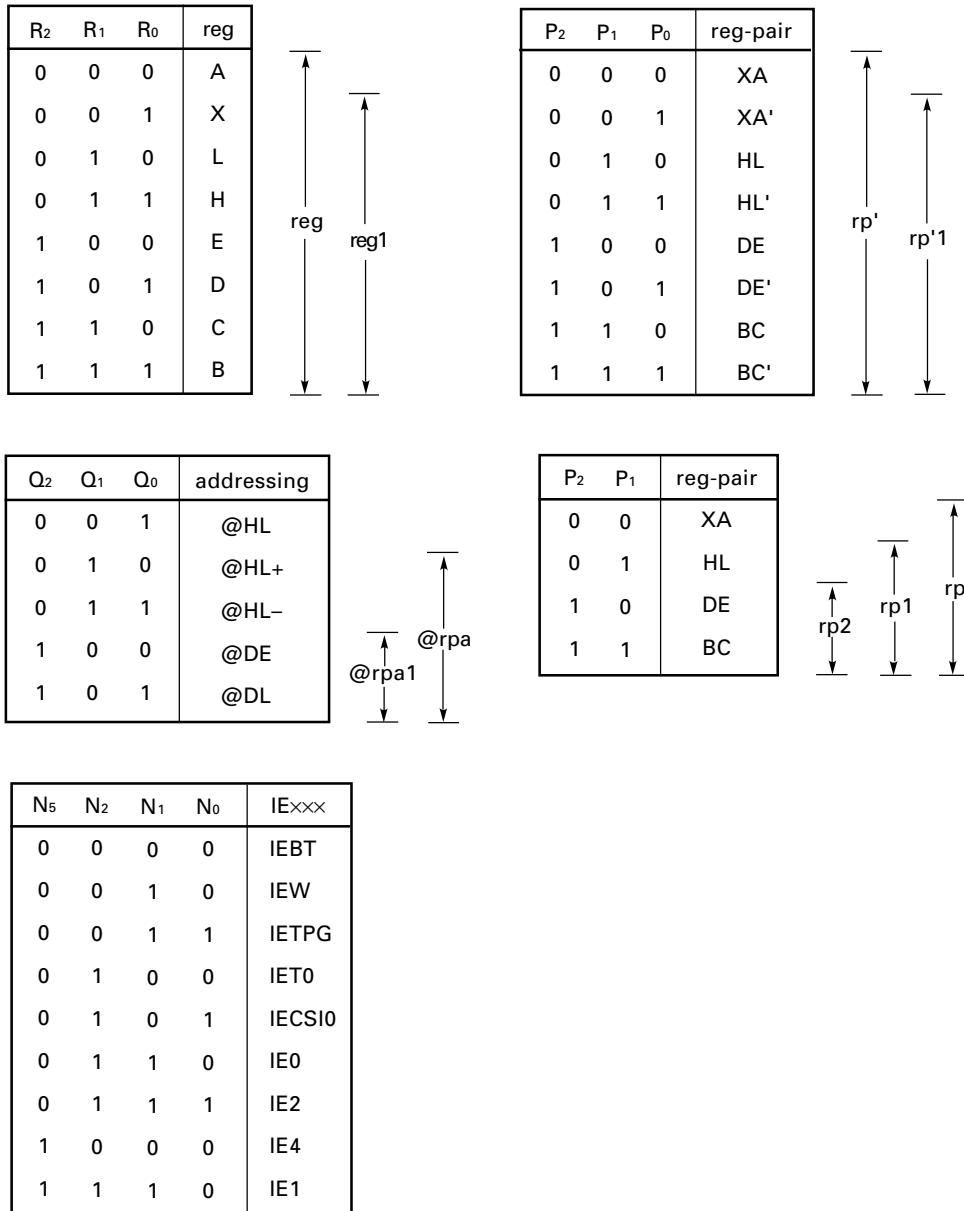 R2 R1 R0 reg
0 0 0 A
0 0 1 X
0 1 0 L
0 1 1 H
1 0 0 E
1 0 1 D
1 1 0 C
1 1 1 B
reg
reg1
P2 P1 P0 reg-pair
0 0 0 XA
0 0 1 XA'
0 1 0 HL
0 1 1 HL'
1 0 0 DE
1 0 1 DE'
1 1 0 BC
1 1 1 BC'
rp'
rp'1
Q2 Q1 Q0 addressing
0 0 1 @HL
0 1 0 @HL+
0 1 1 @HL–
1 0 0 @DE
1 0 1 @DL
@rpa1
@rpa
P2 P1 reg-pair
0 0 XA
0 1 HL
1 0 DE
1 1 BC
rp2
rp1
rp
N5 N2 N1 N0 IE×××
0 0 0 0 IEBT
0 0 1 0 IEW
0 0 1 1 IETPG
0 1 0 0 IET0
0 1 0 1 IECSI0
0 1 1 0 IE0
0 1 1 1 IE2
1 0 0 0 IE4
1 1 1 0 IE1